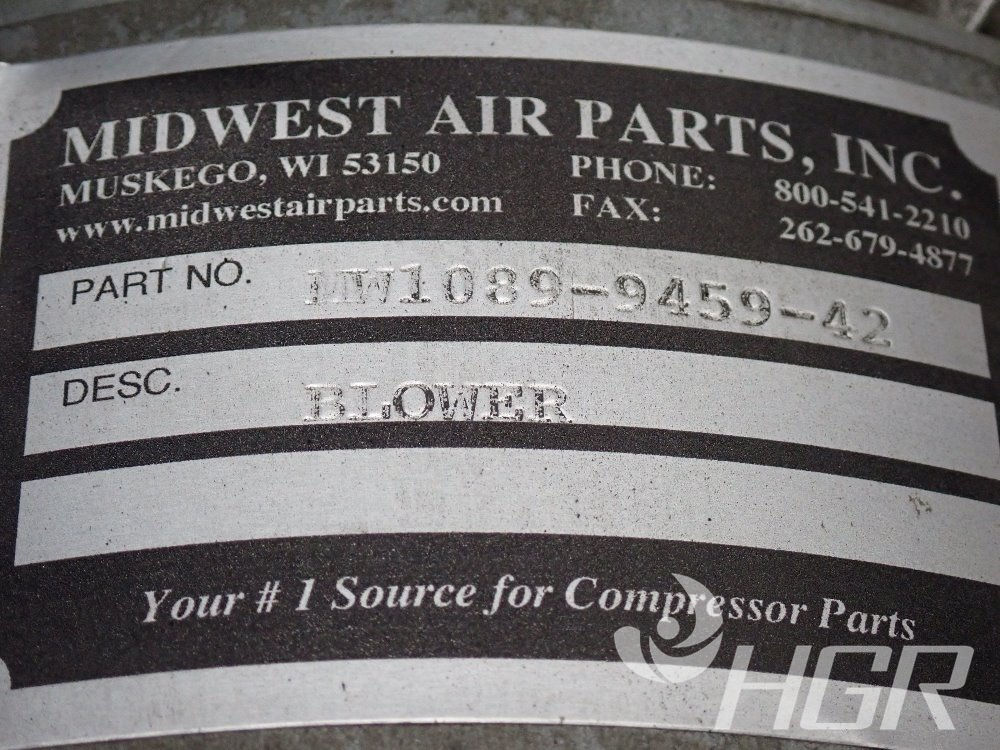 MIDWEST AIR PARTS, INC.
MUSKEGO, WI 53150
www.midwestairparts.com
PHONE: 800-541-2210
FAX: 262-679-4877
PART NO. MW1089-9459-42
DESC. BLOWER
Your # 1 Source for Compressor Parts
HGR